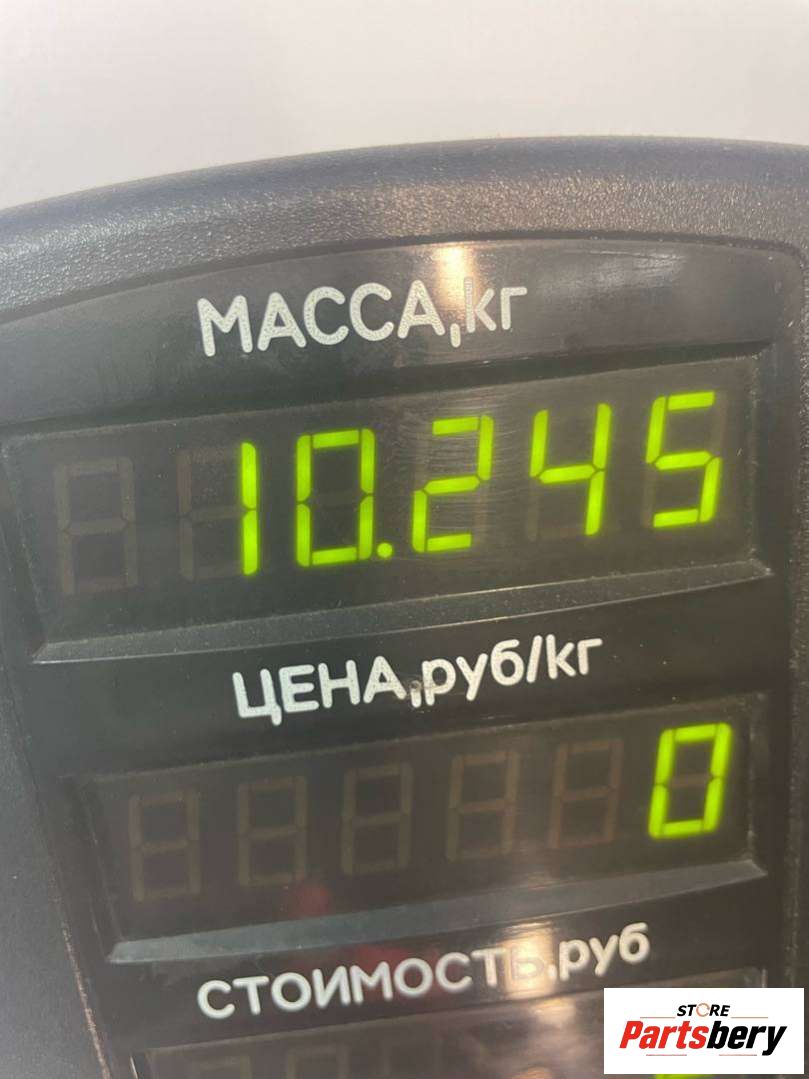 МАССА,кг
10.245
ЦЕНА,руб/кг
0
СТОИМОСТЬ,руб
STORE
Partsbery